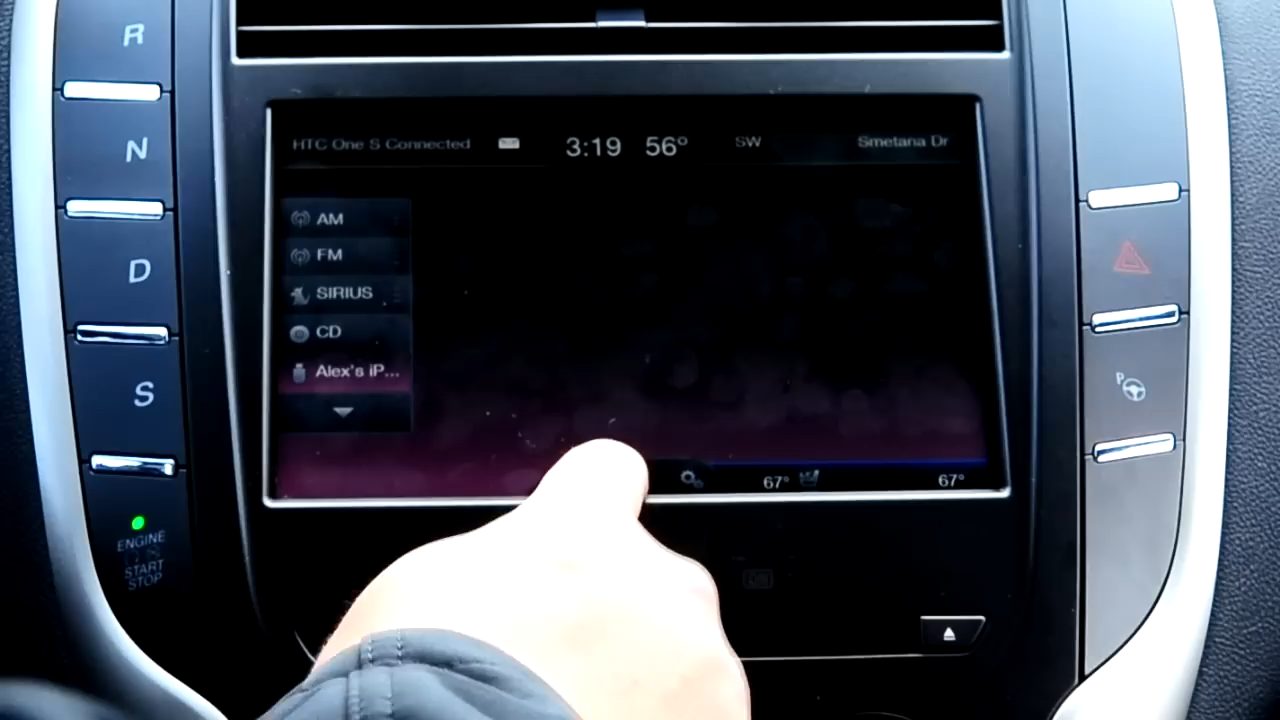 R
N
D
S
ENGINE
START
STOP
HTC One S Connected 3:19 56° SW Smetana Dr
AM
FM
SIRIUS
CD
Alex's iP...
67° 67°
P